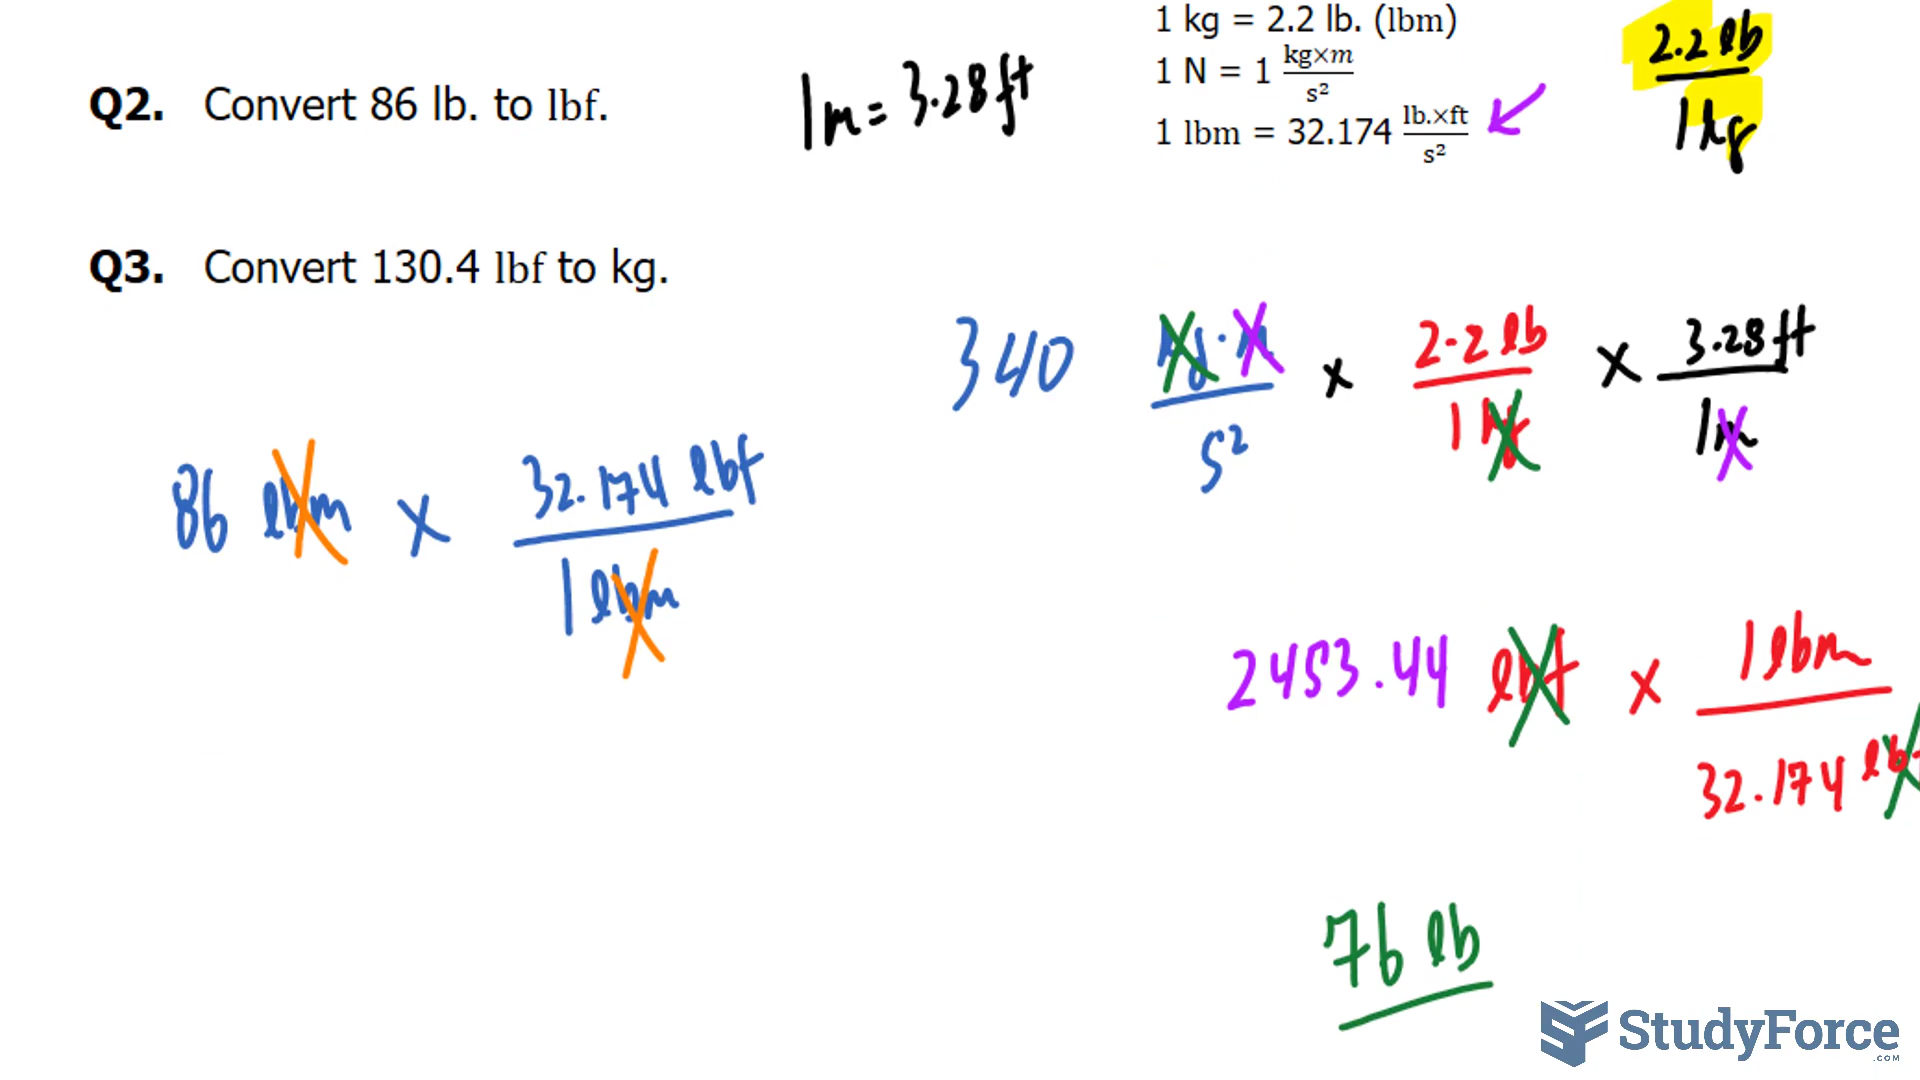 1 kg = 2.2 lb. (lbm)
1 N = 1 kg×m / s²
1 lbm = 32.174 lb.×ft / s²
2.2 lb / 1 kg
1m = 3.28 ft
Q2. Convert 86 lb. to lbf.
Q3. Convert 130.4 lbf to kg.
340 kg·m / s² × 2.2 lb / 1 kg × 3.28 ft / 1 m
86 lbm × 32.174 lbf / 1 lbm
2453.44 lbf × 1 lbm / 32.174 lb
76 lb
StudyForce
.COM